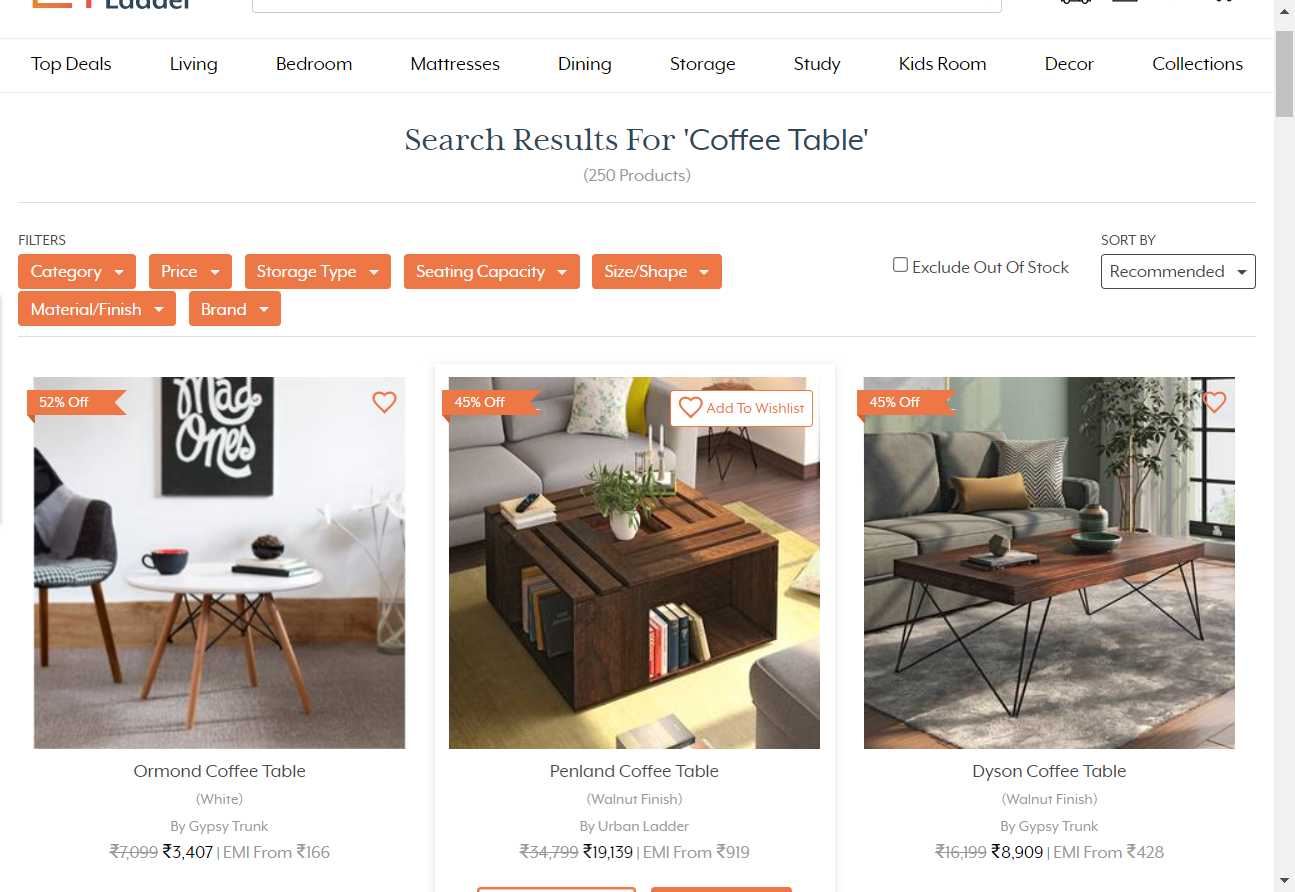 Ladder
Top Deals Living Bedroom Mattresses Dining Storage Study Kids Room Decor Collections
Search Results For 'Coffee Table'
(250 Products)
FILTERS
SORT BY
Category Price Storage Type Seating Capacity Size/Shape
Exclude Out Of Stock
Recommended
Material/Finish Brand
52% Off
Mad
Ones
45% Off
Add To Wishlist
45% Off
Ormond Coffee Table
(White)
By Gypsy Trunk
₹7,099 ₹3,407 | EMI From ₹166
Penland Coffee Table
(Walnut Finish)
By Urban Ladder
₹34,799 ₹19,139 | EMI From ₹919
Dyson Coffee Table
(Walnut Finish)
By Gypsy Trunk
₹16,199 ₹8,909 | EMI From ₹428